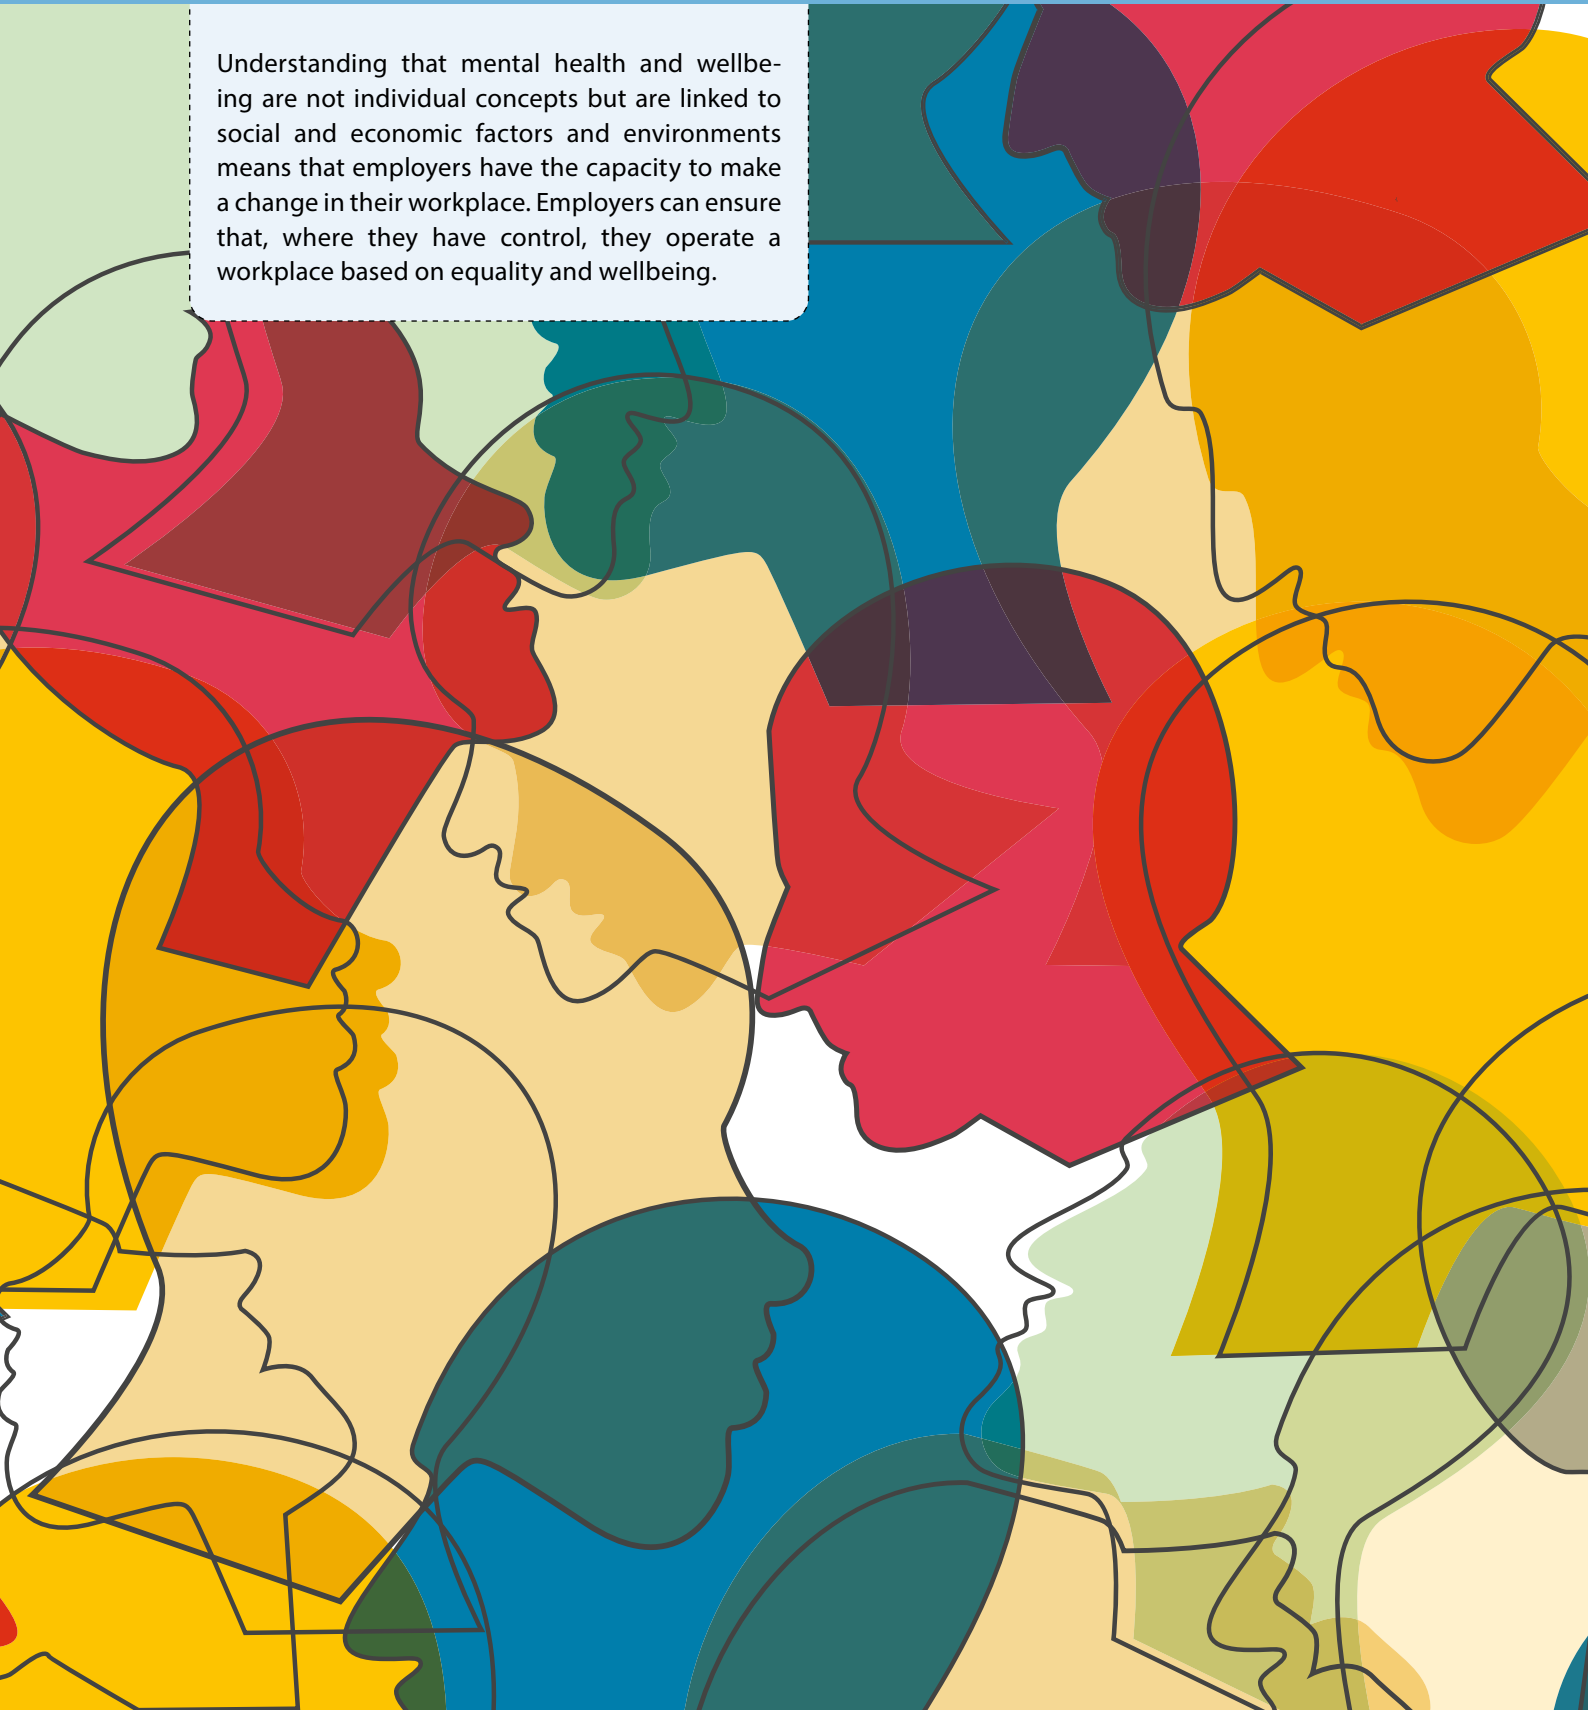 Understanding that mental health and wellbe-
ing are not individual concepts but are linked to
social and economic factors and environments
means that employers have the capacity to make
a change in their workplace. Employers can ensure
that, where they have control, they operate a
workplace based on equality and wellbeing.